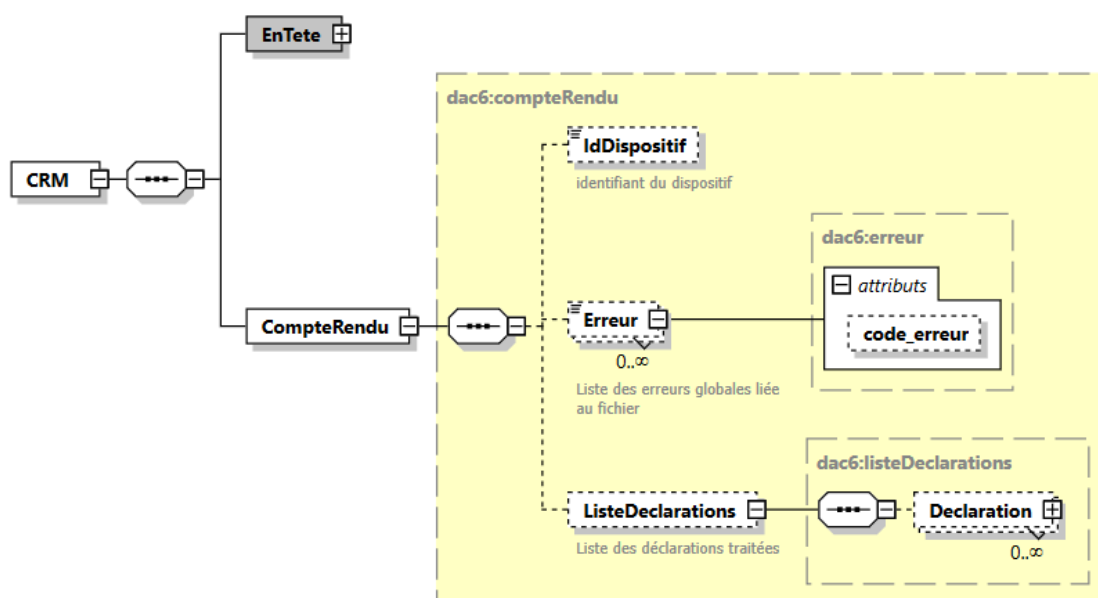 EnTete
dac6:compteRendu
IdDispositif
identifiant du dispositif
CRM
dac6:erreur
attributs
CompteRendu
Erreur
code_erreur
0..∞
Liste des erreurs globales liée
au fichier
dac6:listeDeclarations
ListeDeclarations
Declaration
Liste des déclarations traitées
0..∞